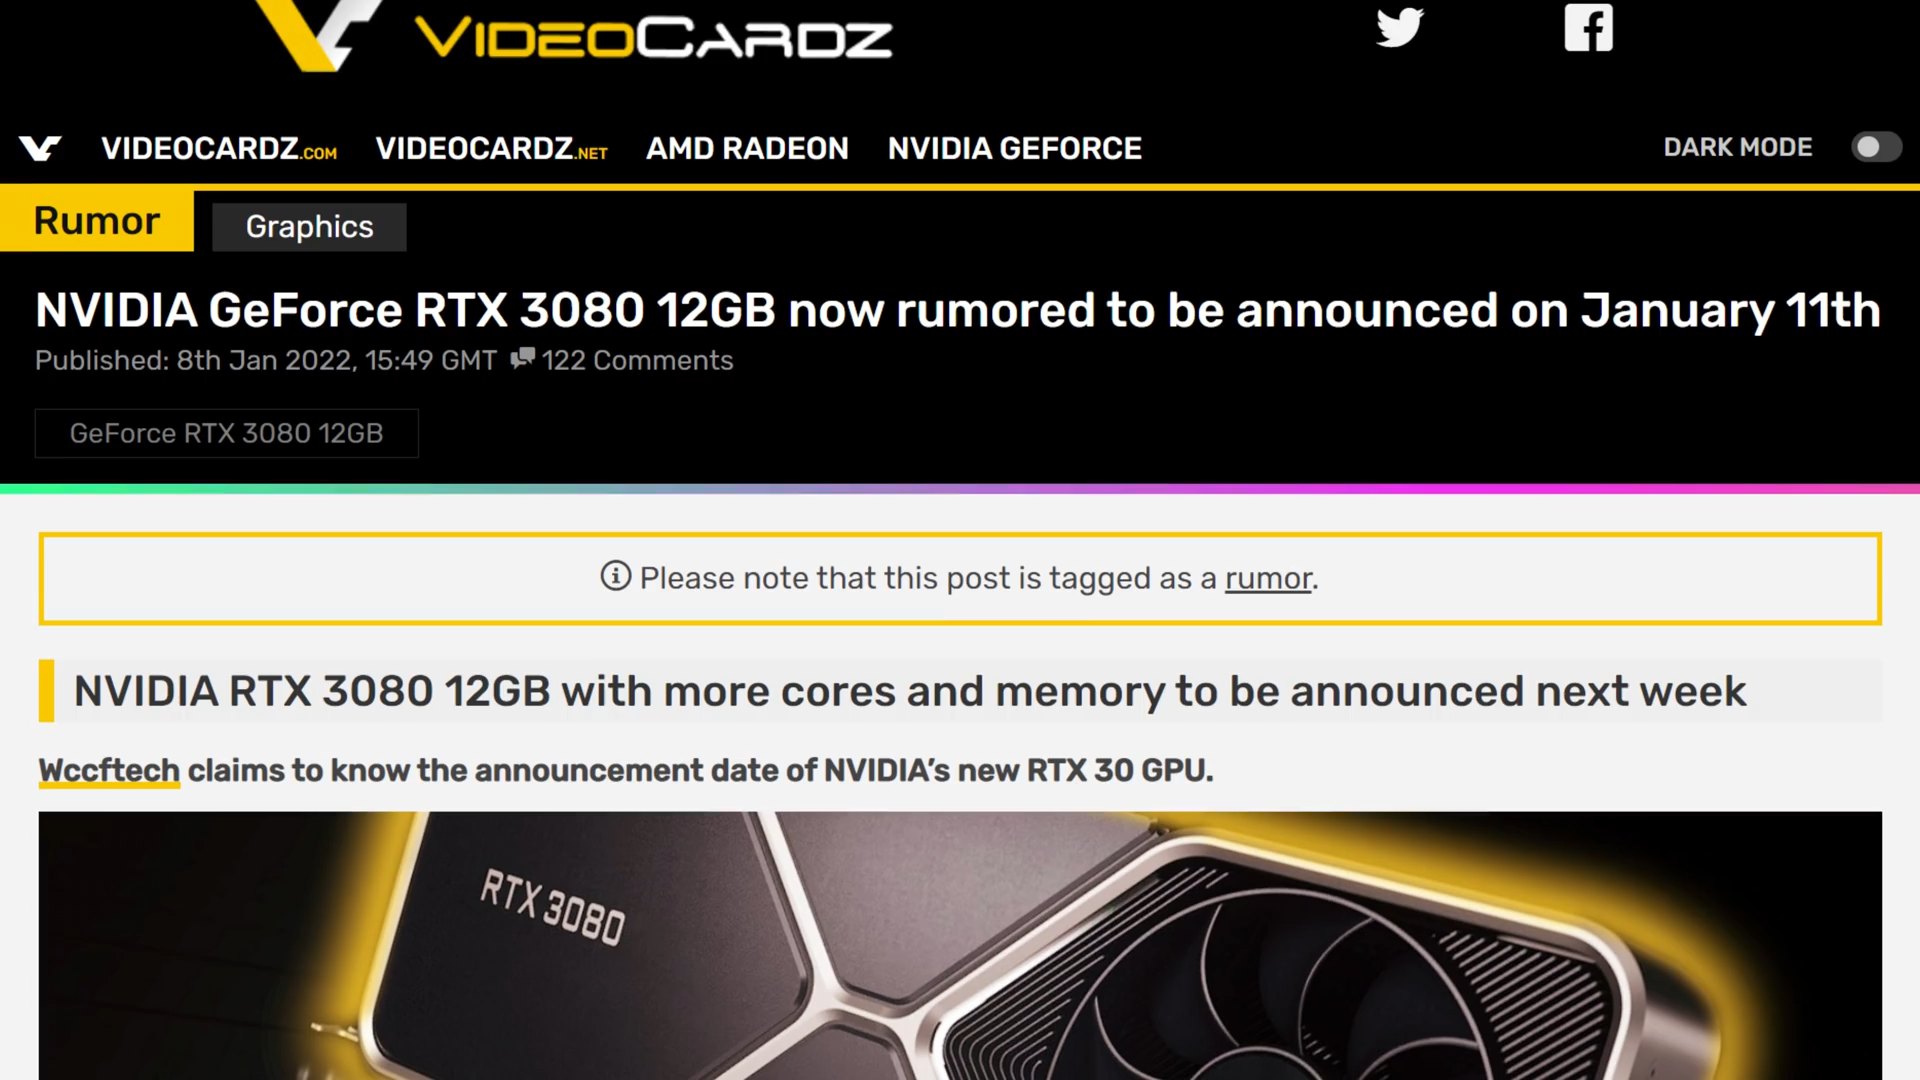 VIDEOCARDZ
VIDEOCARDZ.COM VIDEOCARDZ.NET AMD RADEON NVIDIA GEFORCE DARK MODE
Rumor Graphics
NVIDIA GeForce RTX 3080 12GB now rumored to be announced on January 11th
Published: 8th Jan 2022, 15:49 GMT 122 Comments
GeForce RTX 3080 12GB
Please note that this post is tagged as a rumor.
NVIDIA RTX 3080 12GB with more cores and memory to be announced next week
Wccftech claims to know the announcement date of NVIDIA's new RTX 30 GPU.
RTX 3080